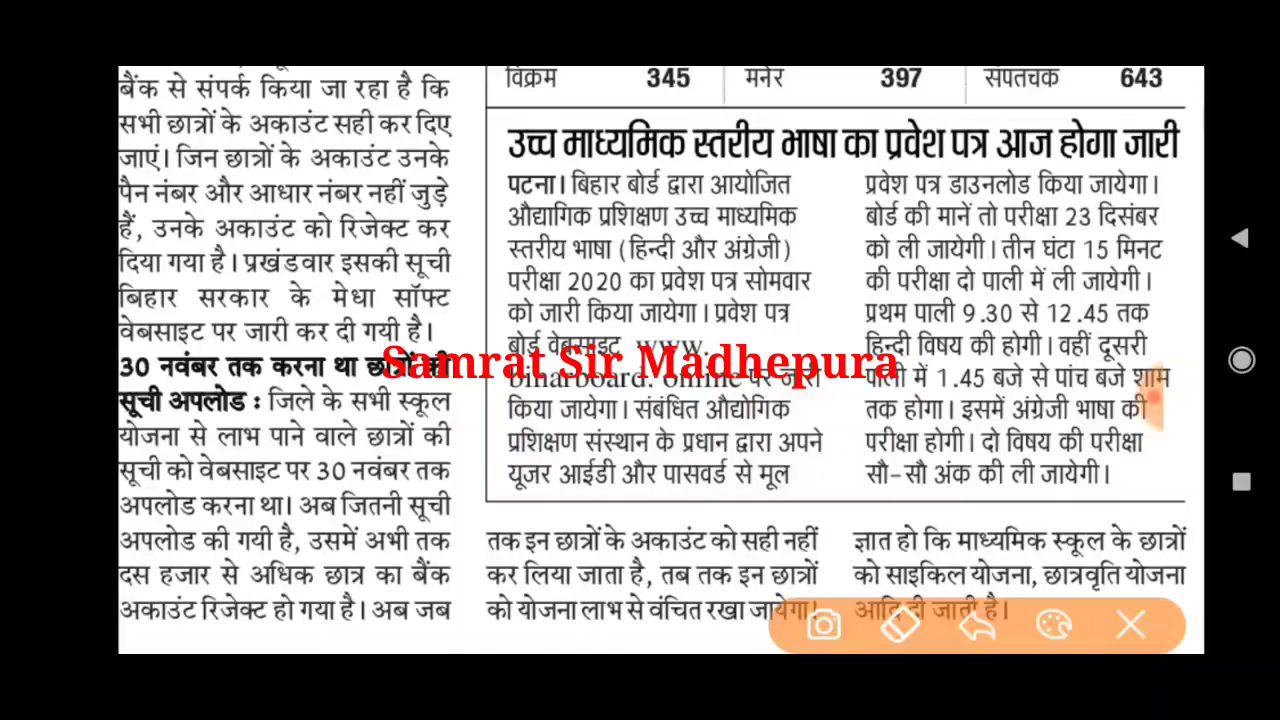 बैंक से संपर्क किया जा रहा है कि
सभी छात्रों के अकाउंट सही कर दिए
जाएं। जिन छात्रों के अकाउंट उनके
पैन नंबर और आधार नंबर नहीं जुड़े
हैं, उनके अकाउंट को रिजेक्ट कर
दिया गया है। प्रखंडवार इसकी सूची
बिहार सरकार के मेधा सॉफ्ट
वेबसाइट पर जारी कर दी गयी है।
30 नवंबर तक करना था छात्रों की
सूची अपलोड : जिले के सभी स्कूल
योजना से लाभ पाने वाले छात्रों की
सूची को वेबसाइट पर 30 नवंबर तक
अपलोड करना था। अब जितनी सूची
अपलोड की गयी है, उसमें अभी तक
दस हजार से अधिक छात्र का बैंक
अकाउंट रिजेक्ट हो गया है। अब जब
विक्रम 345 मनेर 397 संपतचक 643
उच्च माध्यमिक स्तरीय भाषा का प्रवेश पत्र आज होगा जारी
पटना। बिहार बोर्ड द्वारा आयोजित
औद्यागिक प्रशिक्षण उच्च माध्यमिक
स्तरीय भाषा (हिन्दी और अंग्रेजी)
परीक्षा 2020 का प्रवेश पत्र सोमवार
को जारी किया जायेगा। प्रवेश पत्र
बोर्ड वेबसाइट www.
biharboard. online पर जारी
किया जायेगा। संबंधित औद्योगिक
प्रशिक्षण संस्थान के प्रधान द्वारा अपने
यूजर आईडी और पासवर्ड से मूल
प्रवेश पत्र डाउनलोड किया जायेगा।
बोर्ड की मानें तो परीक्षा 23 दिसंबर
को ली जायेगी। तीन घंटा 15 मिनट
की परीक्षा दो पाली में ली जायेगी।
प्रथम पाली 9.30 से 12.45 तक
हिन्दी विषय की होगी। वहीं दूसरी
पाली में 1.45 बजे से पांच बजे शाम
तक होगा। इसमें अंग्रेजी भाषा की
परीक्षा होगी। दो विषय की परीक्षा
सौ-सौ अंक की ली जायेगी।
तक इन छात्रों के अकाउंट को सही नहीं
कर लिया जाता है, तब तक इन छात्रों
को योजना लाभ से वंचित रखा जायेगा।
ज्ञात हो कि माध्यमिक स्कूल के छात्रों
को साइकिल योजना, छात्रवृति योजना
आदि दी जाती है।
Samrat Sir Madhepura